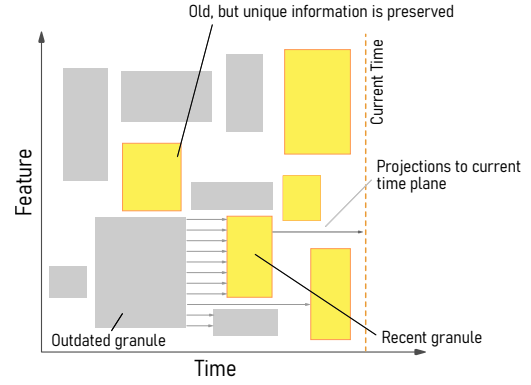 Old, but unique information is preserved
Current Time
Projections to current
time plane
Feature
Outdated granule
Recent granule
Time